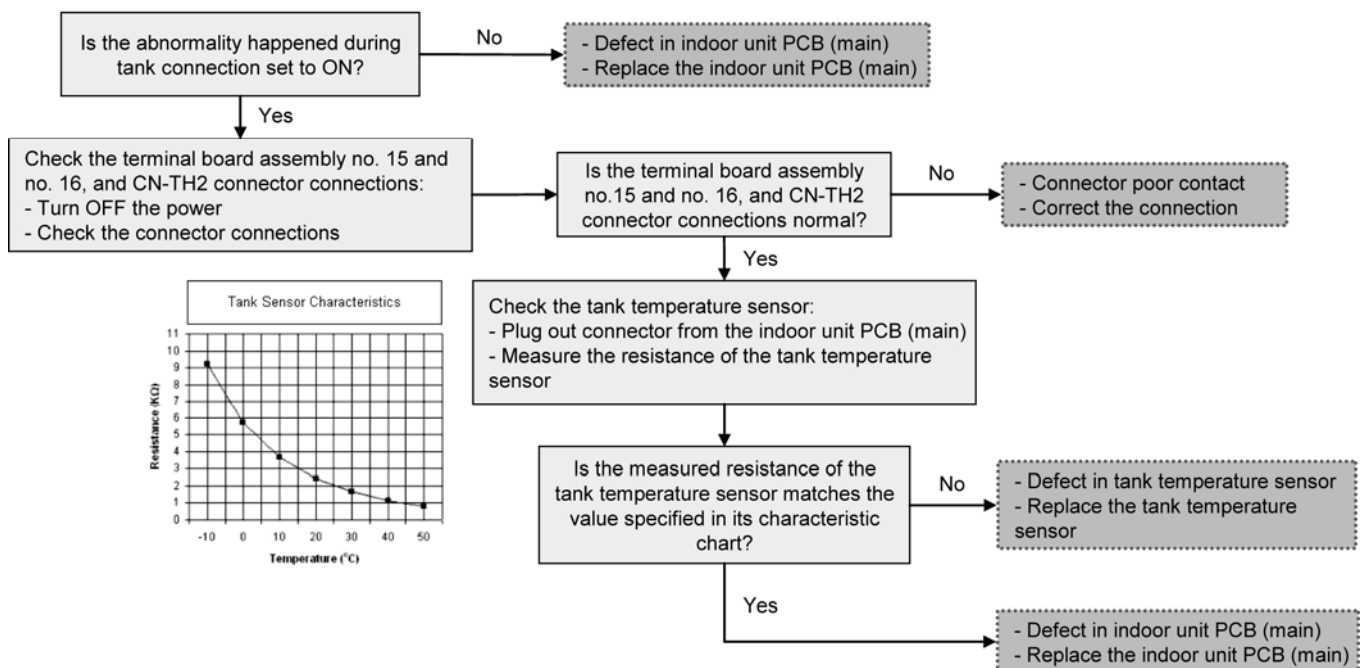 Is the abnormality happened during
tank connection set to ON?
No
- Defect in indoor unit PCB (main)
- Replace the indoor unit PCB (main)
Yes
Check the terminal board assembly no. 15 and
no. 16, and CN-TH2 connector connections:
- Turn OFF the power
- Check the connector connections
Is the terminal board assembly
no.15 and no. 16, and CN-TH2
connector connections normal?
No
- Connector poor contact
- Correct the connection
Yes
Tank Sensor Characteristics
11
10
9
8
7
6
5
4
3
2
1
0
Resistance (KΩ)
-10 0 10 20 30 40 50
Temperature (°C)
Check the tank temperature sensor:
- Plug out connector from the indoor unit PCB (main)
- Measure the resistance of the tank temperature
sensor
Is the measured resistance of the
tank temperature sensor matches the
value specified in its characteristic
chart?
No
- Defect in tank temperature sensor
- Replace the tank temperature
sensor
Yes
- Defect in indoor unit PCB (main)
- Replace the indoor unit PCB (main)